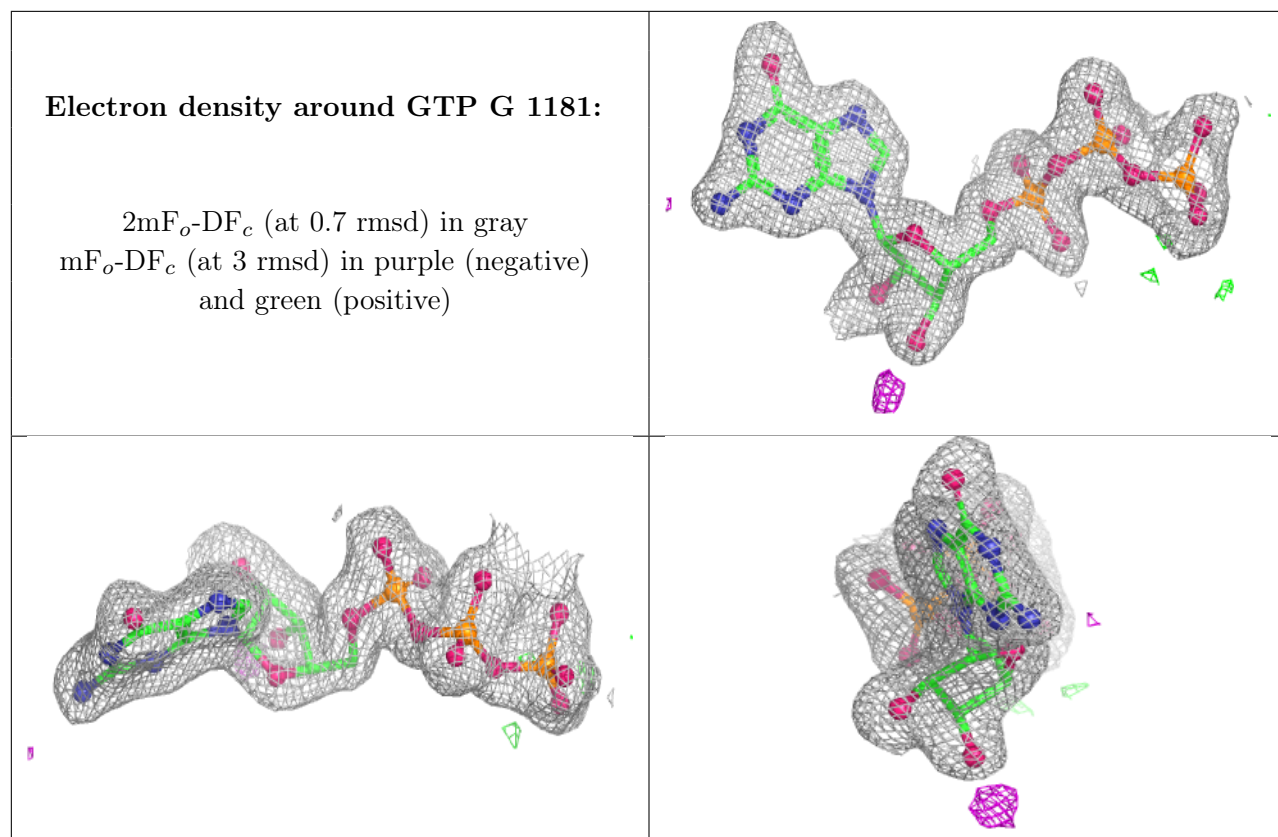 Electron density around GTP G 1181:
2mFo-DFc (at 0.7 rmsd) in gray
mFo-DFc (at 3 rmsd) in purple (negative)
and green (positive)